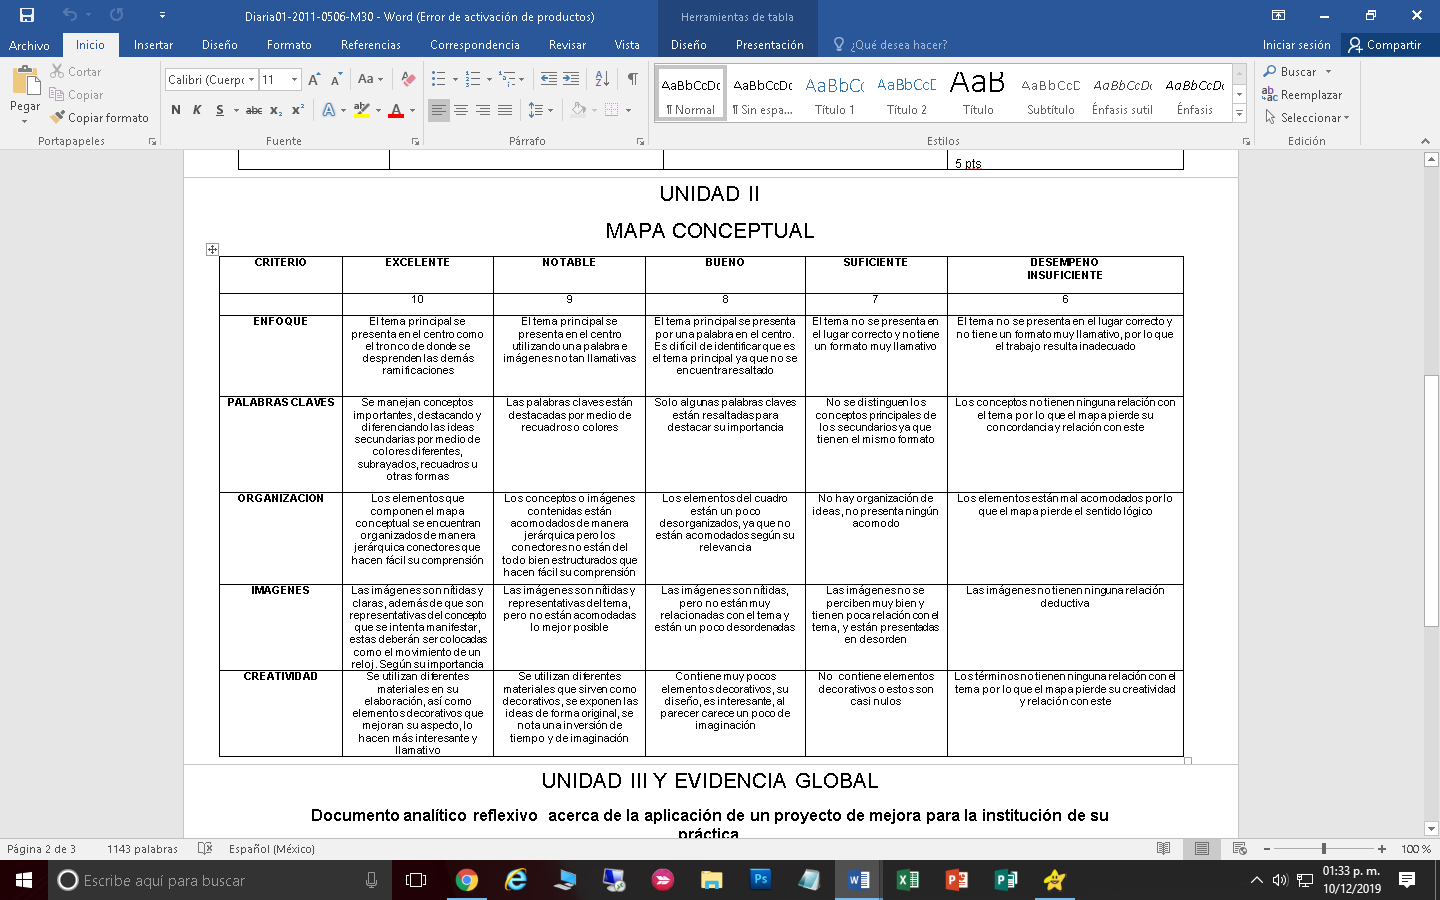 Diaria01-2011-0506-M30 - Word (Error de activación de productos)
Herramientas de tabla
Archivo Inicio Insertar Diseño Formato Referencias Correspondencia Revisar Vista Diseño Presentación ¿Qué desea hacer? Iniciar sesión Compartir
Pegar
Cortar
Copiar
Copiar formato
Portapapeles
Calibri (Cuerpo 11
Fuente
Párrafo
AaBbCcDc AaBbCcDc AaBbCc AaBbCcD AaB AaBbCcD AaBbCcDc AaBbCcDc
¶ Normal ¶ Sin espa... Título 1 Título 2 Título Subtítulo Énfasis sutil Énfasis
Estilos
Buscar
Reemplazar
Seleccionar
Edición
5 pts
UNIDAD II
MAPA CONCEPTUAL
CRITERIO EXCELENTE NOTABLE BUENO SUFICIENTE DESEMPENO
INSUFICIENTE
10 9 8 7 6
ENFOQUE
El tema principal se
presenta en el centro como
el tronco de donde se
desprenden las demás
ramificaciones
El tema principal se
presenta en el centro
utilizando una palabra e
imágenes no tan llamativas
El tema principal se presenta
por una palabra en el centro.
Es difícil de identificar que es
el tema principal ya que no se
encuentra resaltado
El tema no se presenta en
el lugar correcto y no tiene
un formato muy llamativo
El tema no se presenta en el lugar correcto y
no tiene un formato muy llamativo, por lo que
el trabajo resulta inadecuado
PALABRAS CLAVES
Se manejan conceptos
importantes, destacando y
diferenciando las ideas
secundarias por medio de
colores diferentes,
subrayados, recuadros u
otras formas
Las palabras claves están
destacadas por medio de
recuadros o colores
Solo algunas palabras claves
están resaltadas para
destacar su importancia
No se distinguen los
conceptos principales de
los secundarios ya que
tienen el mismo formato
Los conceptos no tienen ninguna relación con
el tema por lo que el mapa pierde su
concordancia y relación con este
ORGANIZACION
Los elementos que
componen el mapa
conceptual se encuentran
organizados de manera
jerárquica conectores que
hacen fácil su comprensión
Los conceptos o imágenes
contenidas están
acomodados de manera
jerárquica pero los
conectores no están del
todo bien estructurados que
hacen fácil su comprensión
Los elementos del cuadro
están un poco
desorganizados, ya que no
están acomodados según su
relevancia
No hay organización de
ideas, no presenta ningún
acomodo
Los elementos están mal acomodados por lo
que el mapa pierde el sentido lógico
IMAGENES
Las imágenes son nítidas y
claras, además de que son
representativas del concepto
que se intenta manifestar,
estas deberán ser colocadas
como el movimiento de un
reloj. Según su importancia
Las imágenes son nítidas y
representativas del tema,
pero no están acomodadas
lo mejor posible
Las imágenes son nítidas,
pero no están muy
relacionadas con el tema y
están un poco desordenadas
Las imágenes no se
perciben muy bien y
tienen poca relación con el
tema, y están presentadas
en desorden
Las imágenes no tienen ninguna relación
deductiva
CREATIVIDAD
Se utilizan diferentes
materiales en su
elaboración, así como
elementos decorativos que
mejoran su aspecto, lo
hacen más interesante y
llamativo
Se utilizan diferentes
materiales que sirven como
decorativos, se exponen las
ideas de forma original, se
nota una inversión de
tiempo y de imaginación
Contiene muy pocos
elementos decorativos, su
diseño, es interesante, al
parecer carece un poco de
imaginación
No contiene elementos
decorativos o estos son
casi nulos
Los términos no tienen ninguna relación con el
tema por lo que el mapa pierde su creatividad
y relación con este
UNIDAD III Y EVIDENCIA GLOBAL
Documento analítico reflexivo acerca de la aplicación de un proyecto de mejora para la institución de su
práctica
Página 2 de 3 1143 palabras Español (México) 100 %
Escribe aquí para buscar
01:33 p. m.
10/12/2019